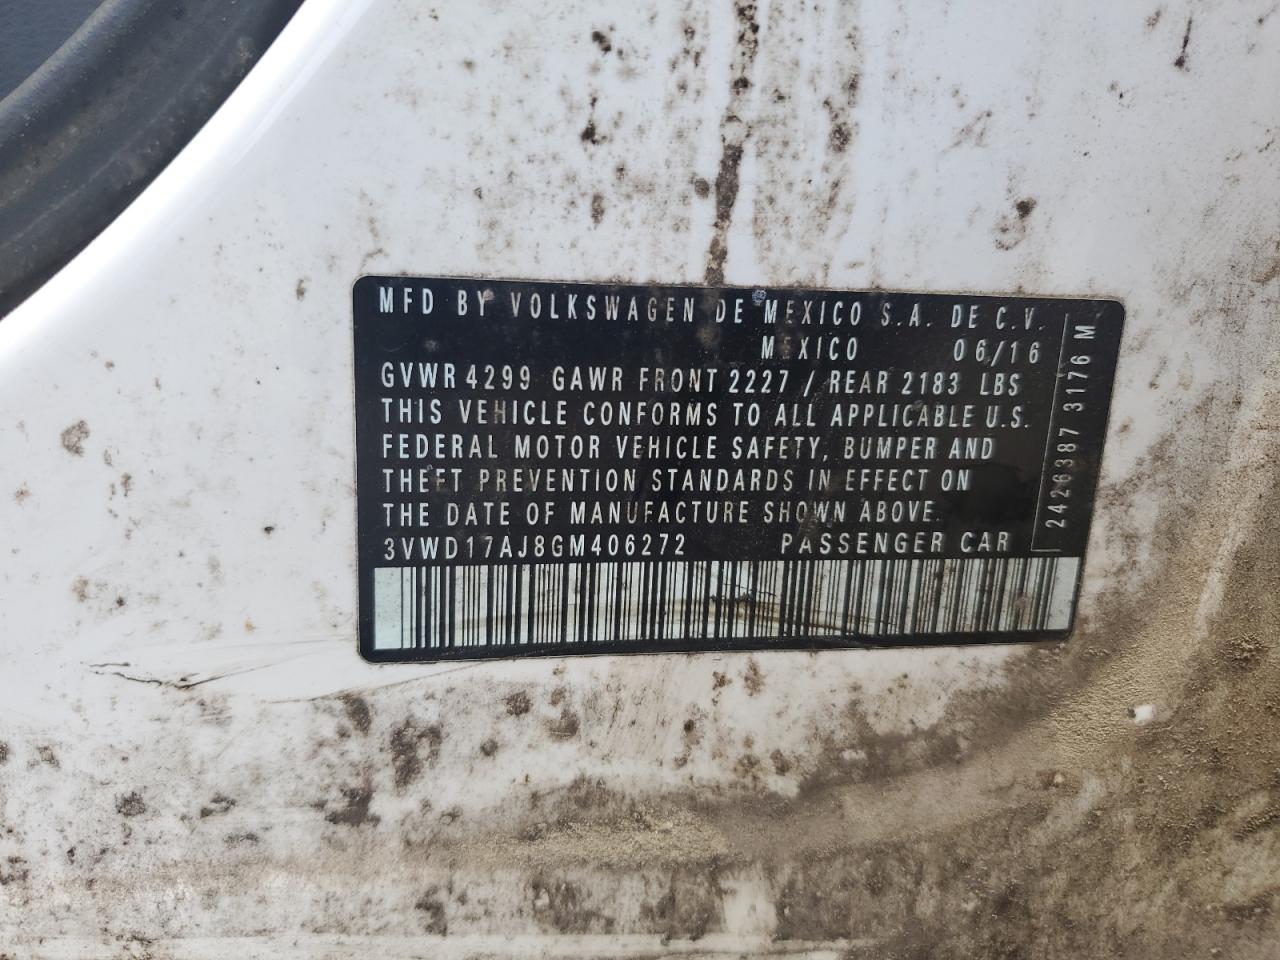 MFD BY VOLKSWAGEN DE MEXICO S.A. DE C.V.
MEXICO 06/16
GVWR 4299 GAWR FRONT 2227 / REAR 2183 LBS
THIS VEHICLE CONFORMS TO ALL APPLICABLE U.S.
FEDERAL MOTOR VEHICLE SAFETY, BUMPER AND
THEFT PREVENTION STANDARDS IN EFFECT ON
THE DATE OF MANUFACTURE SHOWN ABOVE.
3VWD17AJ8GM406272 PASSENGER CAR
2426387 3176 M